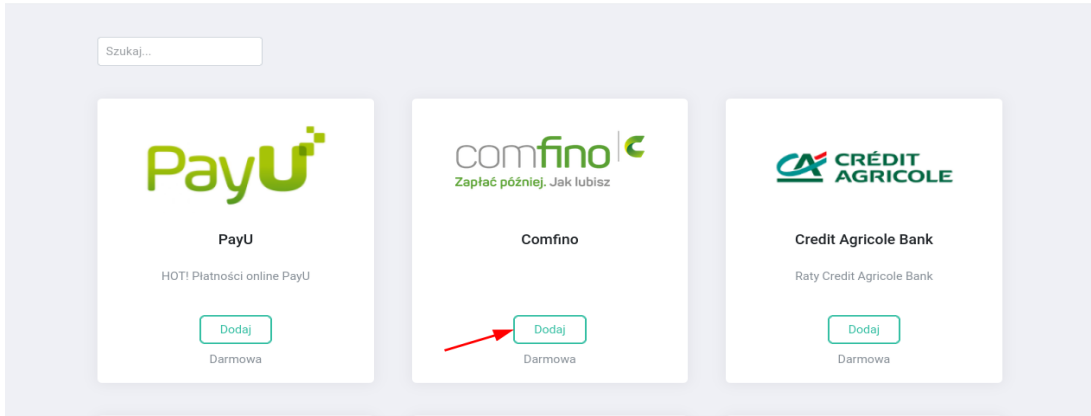 Szukaj...
PayU
comfino
Zapłać później. Jak lubisz
CRÉDIT
AGRICOLE
PayU
Comfino
Credit Agricole Bank
HOT! Płatności online PayU
Raty Credit Agricole Bank
Dodaj
Dodaj
Dodaj
Darmowa
Darmowa
Darmowa